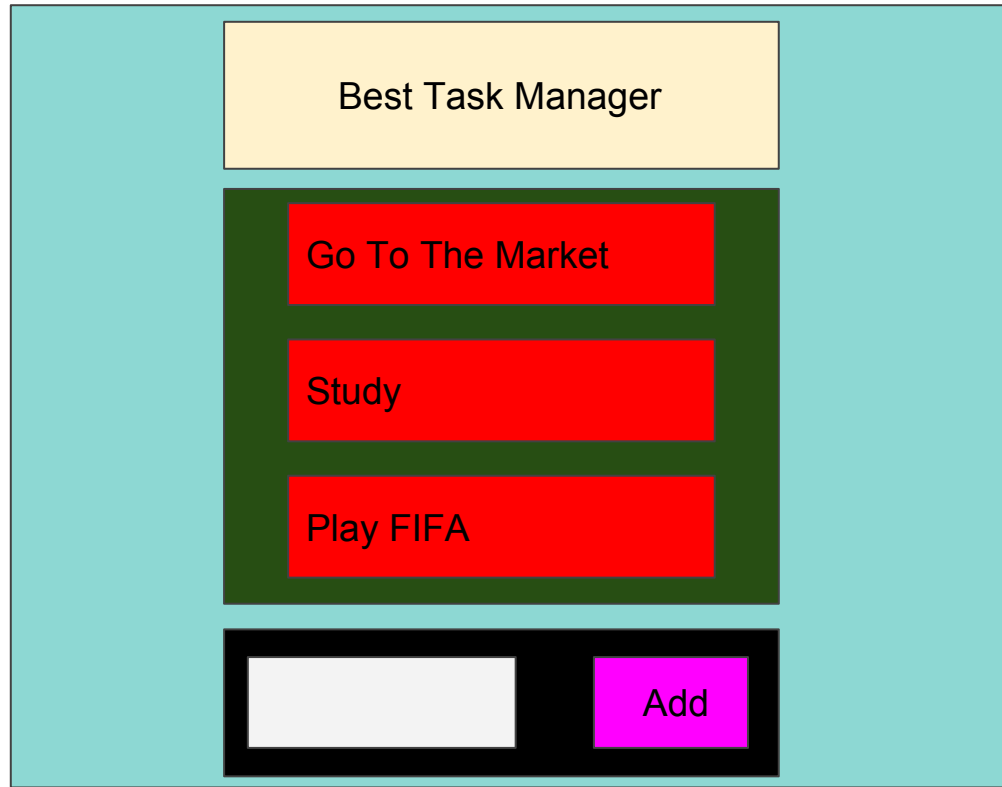 Best Task Manager
Go To The Market
Study
Play FIFA
Add